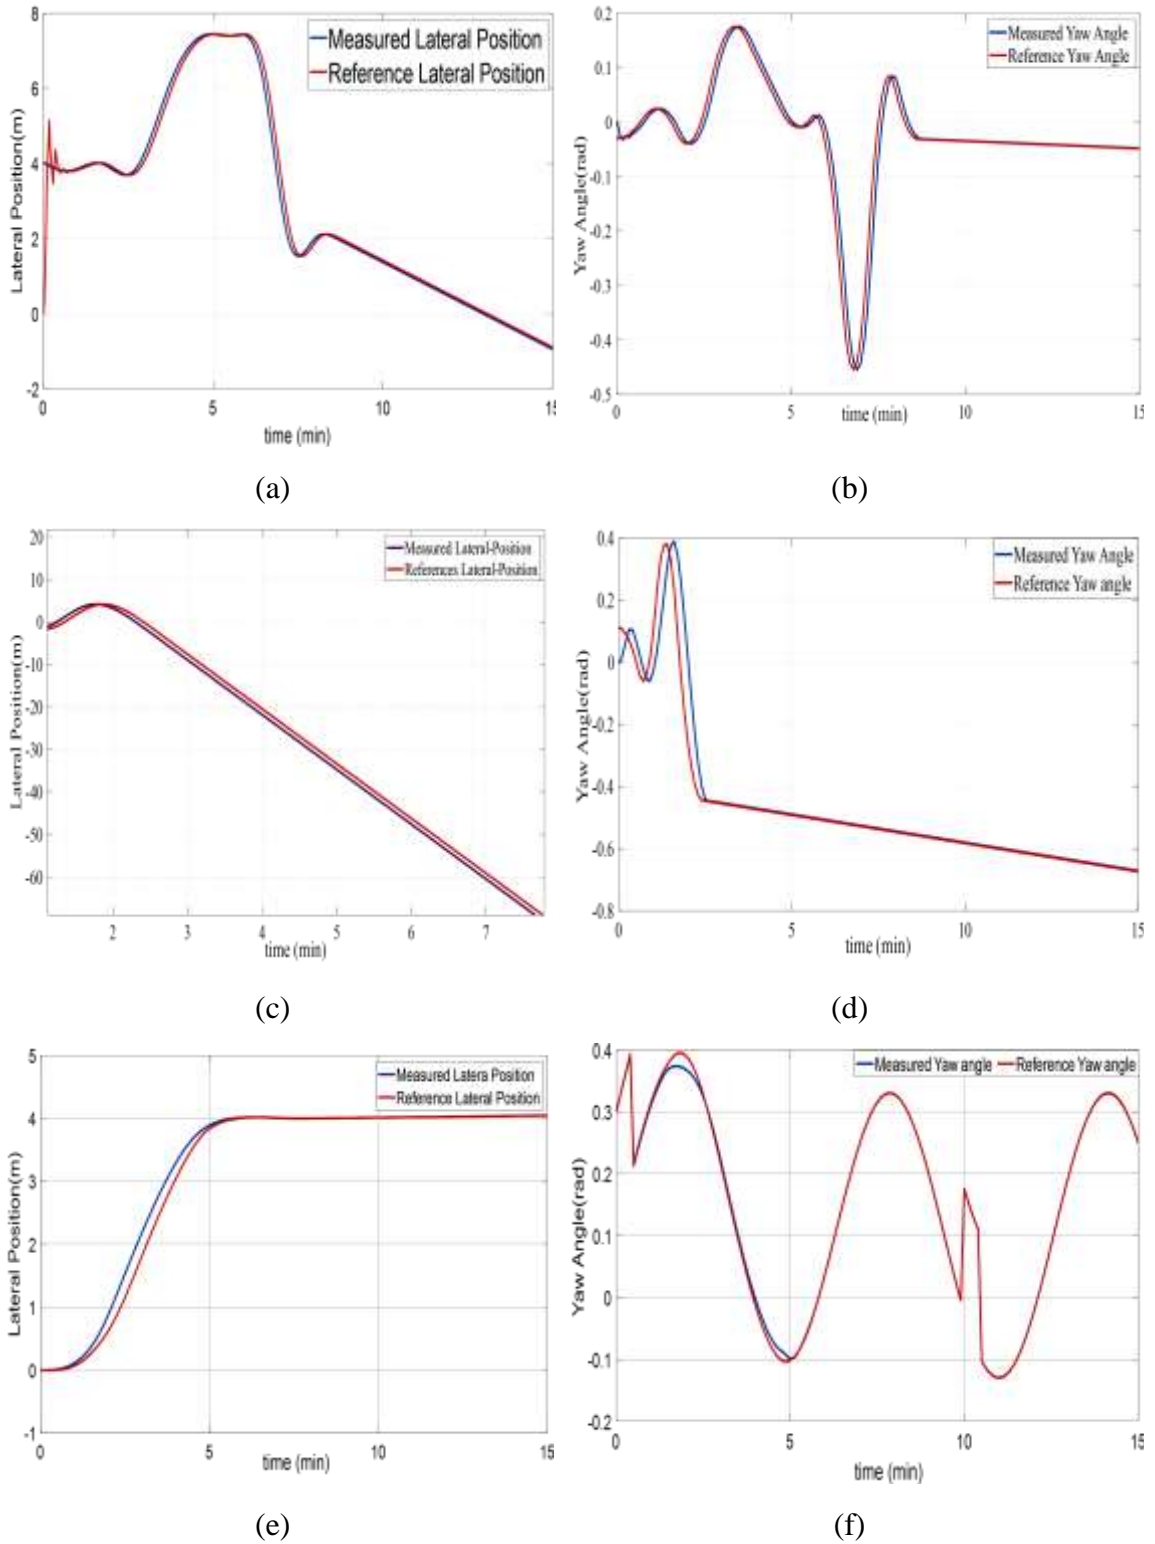 8
6
4
2
0
-2
0
5
10
15
Lateral Position(m)
time (min)
Measured Lateral Position
Reference Lateral Position
(a)
0.2
0.1
0
-0.1
-0.2
-0.3
-0.4
-0.5
0
5
10
15
Yaw Angle(rad)
time (min)
Measured Yaw Angle
Reference Yaw Angle
(b)
20
10
0
-10
-20
-30
-40
-50
-60
2
3
4
5
6
7
Lateral Position(m)
time (min)
Measured Lateral-Position
References Lateral-Position
(c)
0.4
0.2
0
-0.2
-0.4
-0.6
-0.8
0
5
10
15
Yaw Angle(rad)
time (min)
Measured Yaw Angle
Reference Yaw angle
(d)
5
4
3
2
1
0
-1
0
5
10
15
Lateral Position(m)
time (min)
Measured Latera Position
Reference Lateral Position
(e)
0.4
0.3
0.2
0.1
0
-0.1
-0.2
0
5
10
15
Yaw Angle(rad)
time (min)
Measured Yaw angle
Reference Yaw angle
(f)